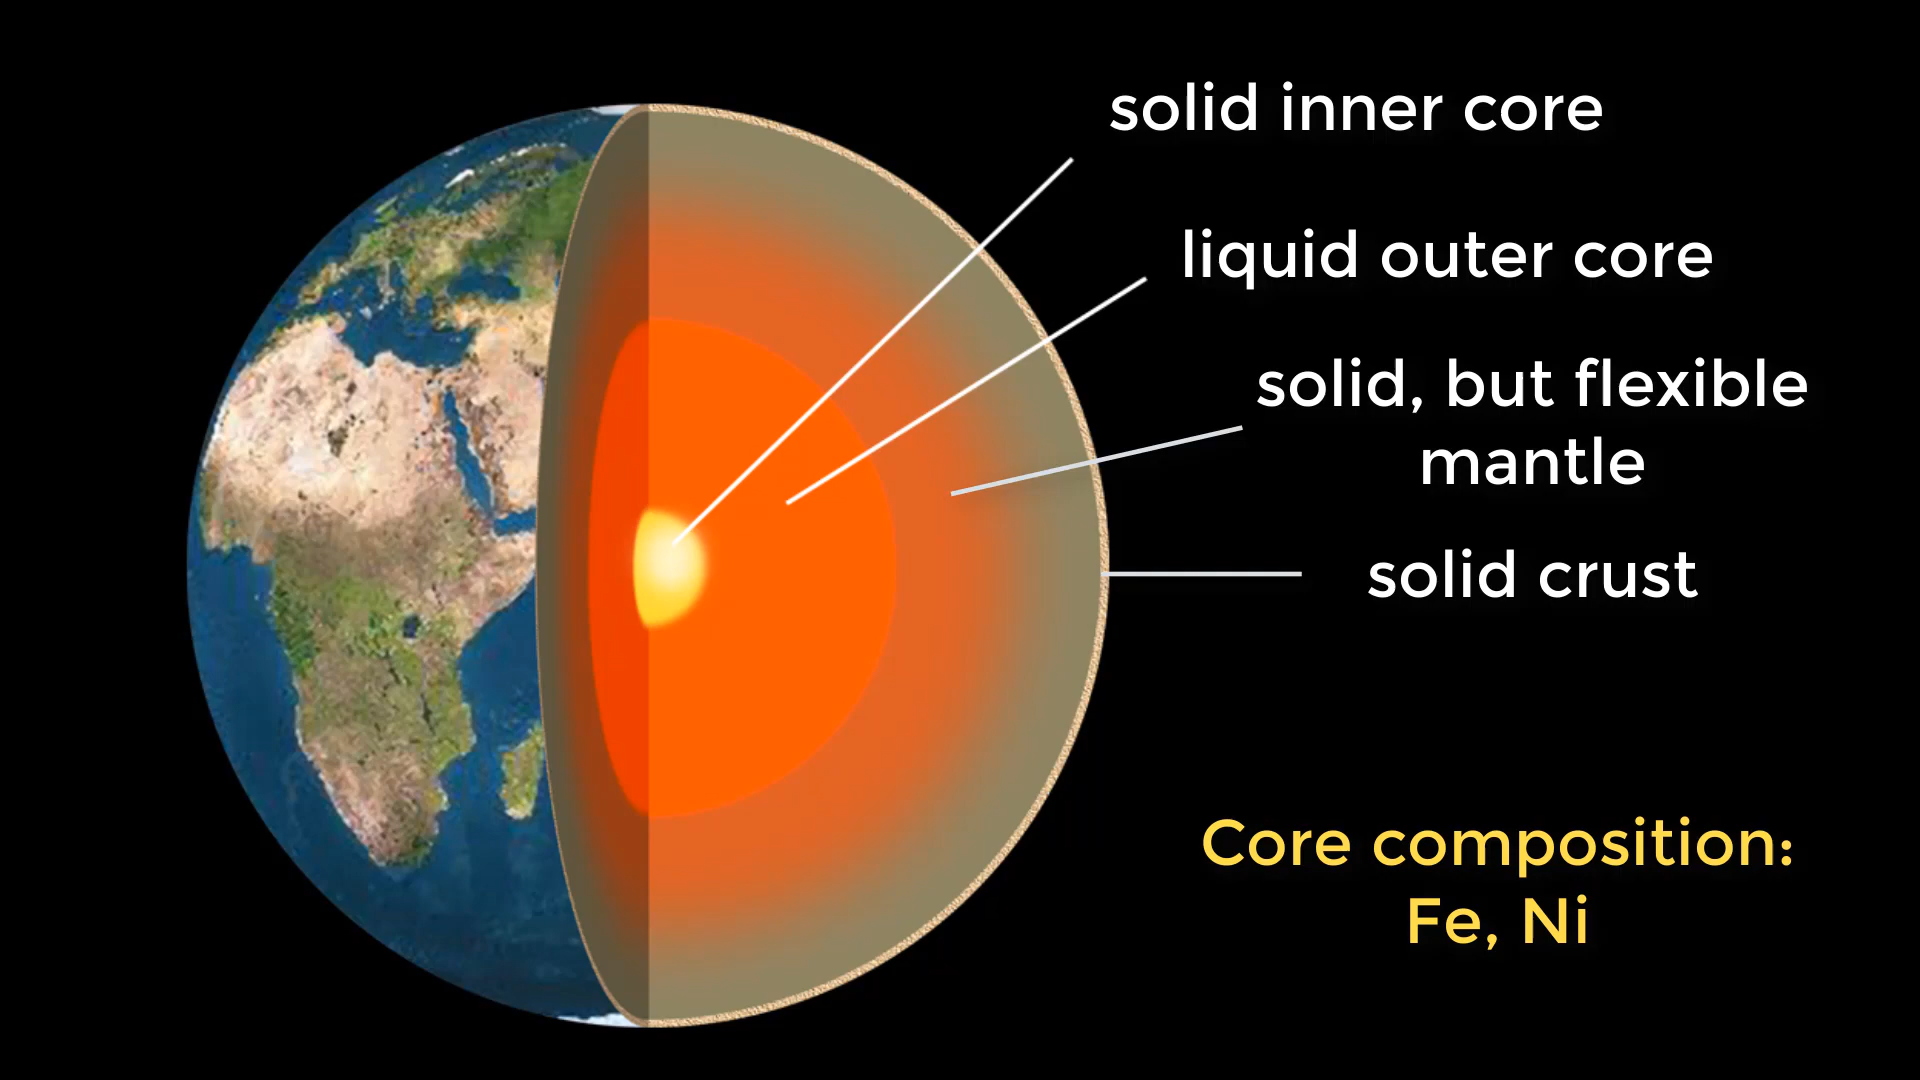 solid inner core
liquid outer core
solid, but flexible
mantle
solid crust
Core composition:
Fe, Ni